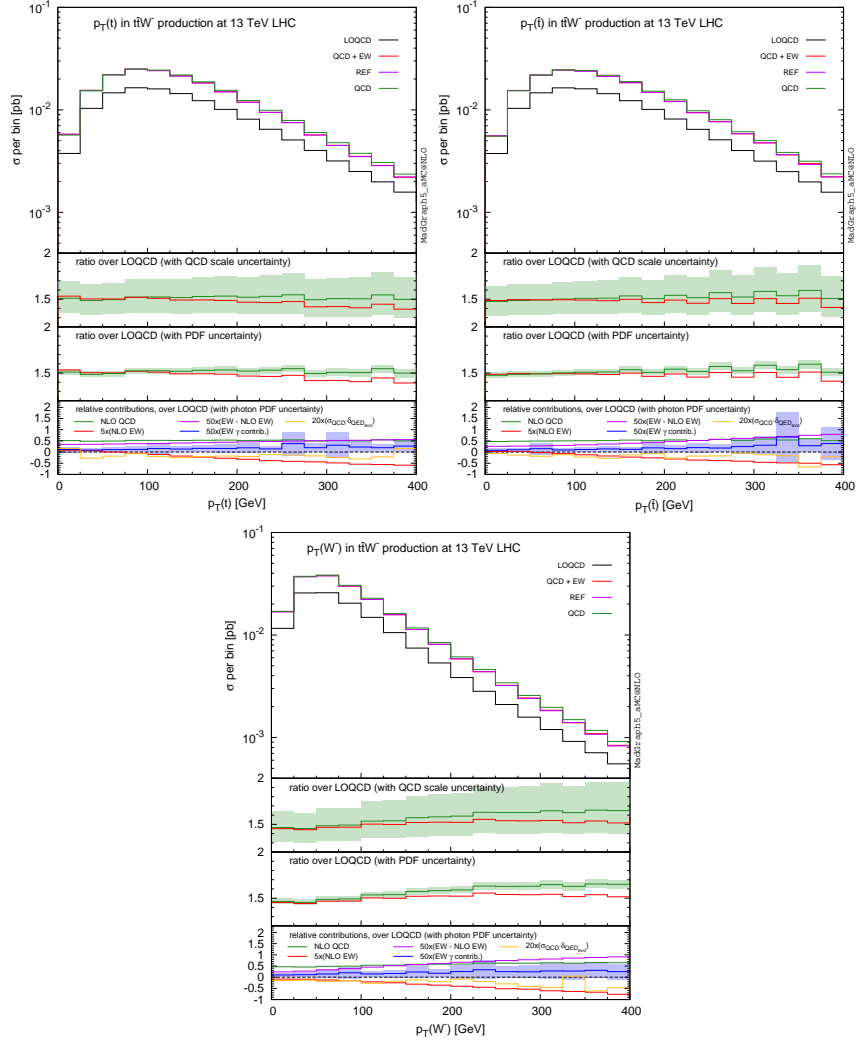 p_T(t) in tt̄W⁻ production at 13 TeV LHC
LOQCD
QCD + EW
REF
QCD
σ per bin [pb]
10⁻¹
10⁻²
10⁻³
MadGraph5_aMC@NLO
2
ratio over LOQCD (with QCD scale uncertainty)
1.5
2
ratio over LOQCD (with PDF uncertainty)
1.5
relative contributions, over LOQCD (with photon PDF uncertainty)
NLO QCD 50x(EW - NLO EW) 20x(σ_QCD·δ_QED_evo)
5x(NLO EW) 50x(EW γ contrib.)
2
1.5
1
0.5
0
-0.5
-1
0 100 200 300 400
p_T(t) [GeV]
p_T(t̄) in tt̄W⁻ production at 13 TeV LHC
LOQCD
QCD + EW
REF
QCD
σ per bin [pb]
10⁻¹
10⁻²
10⁻³
MadGraph5_aMC@NLO
2
ratio over LOQCD (with QCD scale uncertainty)
1.5
2
ratio over LOQCD (with PDF uncertainty)
1.5
relative contributions, over LOQCD (with photon PDF uncertainty)
NLO QCD 50x(EW - NLO EW) 20x(σ_QCD·δ_QED_evo)
5x(NLO EW) 50x(EW γ contrib.)
2
1.5
1
0.5
0
-0.5
-1
0 100 200 300 400
p_T(t̄) [GeV]
p_T(W⁻) in tt̄W⁻ production at 13 TeV LHC
LOQCD
QCD + EW
REF
QCD
σ per bin [pb]
10⁻¹
10⁻²
10⁻³
MadGraph5_aMC@NLO
2
ratio over LOQCD (with QCD scale uncertainty)
1.5
2
ratio over LOQCD (with PDF uncertainty)
1.5
relative contributions, over LOQCD (with photon PDF uncertainty)
NLO QCD 50x(EW - NLO EW) 20x(σ_QCD·δ_QED_evo)
5x(NLO EW) 50x(EW γ contrib.)
2
1.5
1
0.5
0
-0.5
-1
0 100 200 300 400
p_T(W⁻) [GeV]